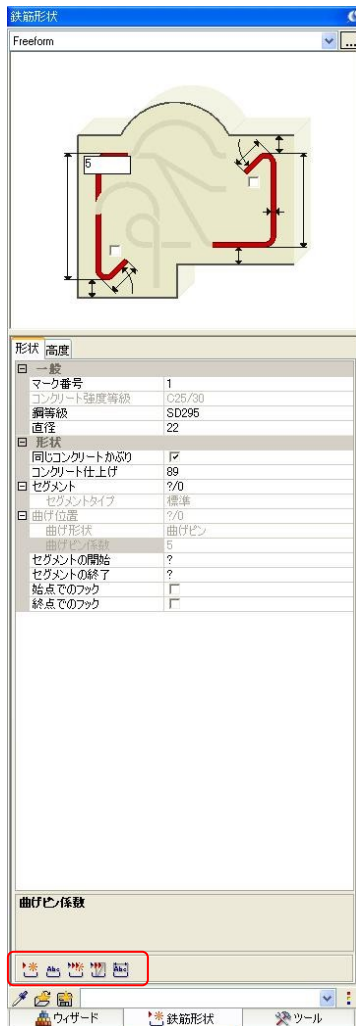 鉄筋形状
Freeform
...
5
形状 高度
一般
マーク番号 1
コンクリート強度等級 C25/30
鋼等級 SD295
直径 22
形状
同じコンクリートかぶり
コンクリート仕上げ 89
セグメント ?/0
セグメントタイプ 標準
曲げ位置 ?/0
曲げ形状 曲げピン
曲げピン係数 5
セグメントの開始 ?
セグメントの終了 ?
始点でのフック
終点でのフック
曲げピン係数
Abc Abc
ウィザード 鉄筋形状 ツール